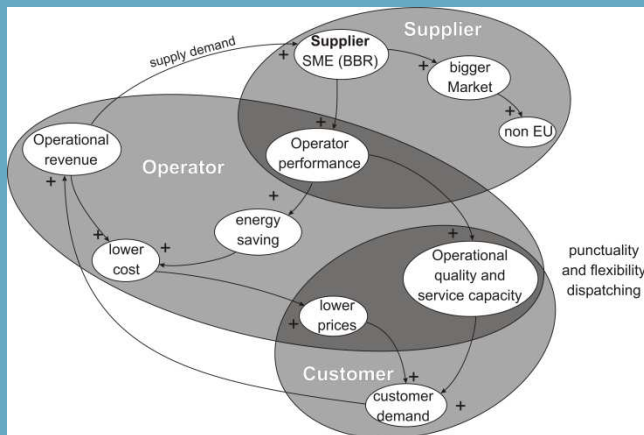 Supplier
supply demand
Supplier
SME (BBR)
+
+
bigger
Market
+
non EU
+
Operational
revenue
+
Operator
Operator
performance
+
energy
saving
+
+
+
lower
cost
+
Operational
quality and
service capacity
punctuality
and flexibility
dispatching
lower
prices
+
Customer
+
customer
demand
+